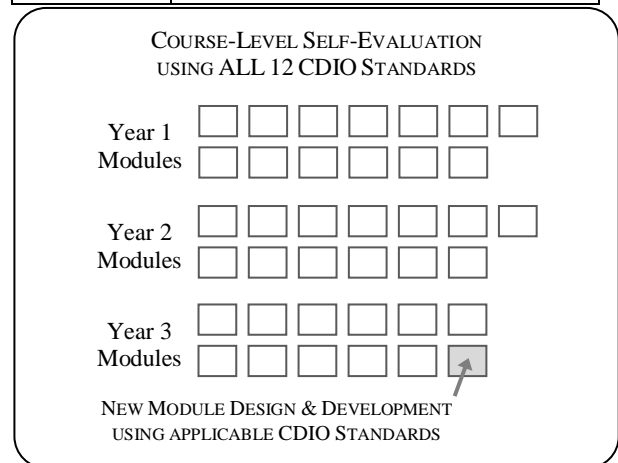 COURSE-LEVEL SELF-EVALUATION
USING ALL 12 CDIO STANDARDS
Year 1
Modules
Year 2
Modules
Year 3
Modules
NEW MODULE DESIGN & DEVELOPMENT
USING APPLICABLE CDIO STANDARDS